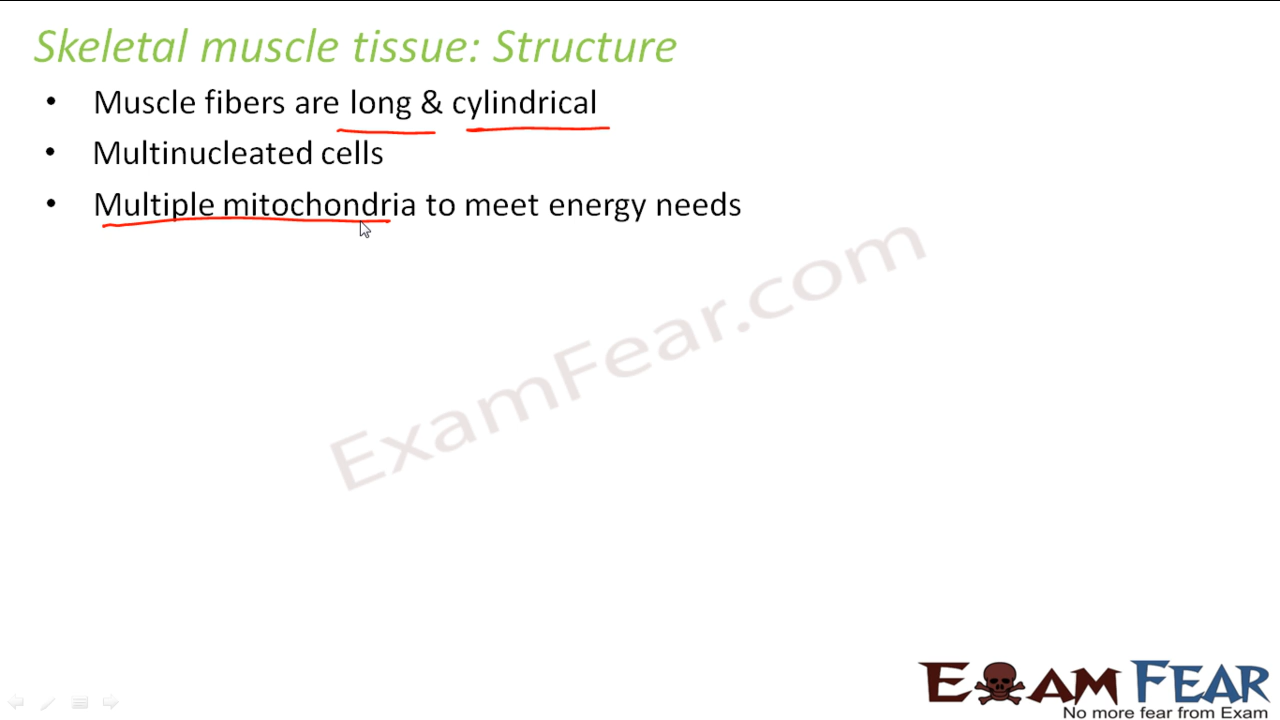 Skeletal muscle tissue: Structure
• Muscle fibers are long & cylindrical
• Multinucleated cells
• Multiple mitochondria to meet energy needs
ExamFear.com
EXAM FEAR
No more fear from Exam